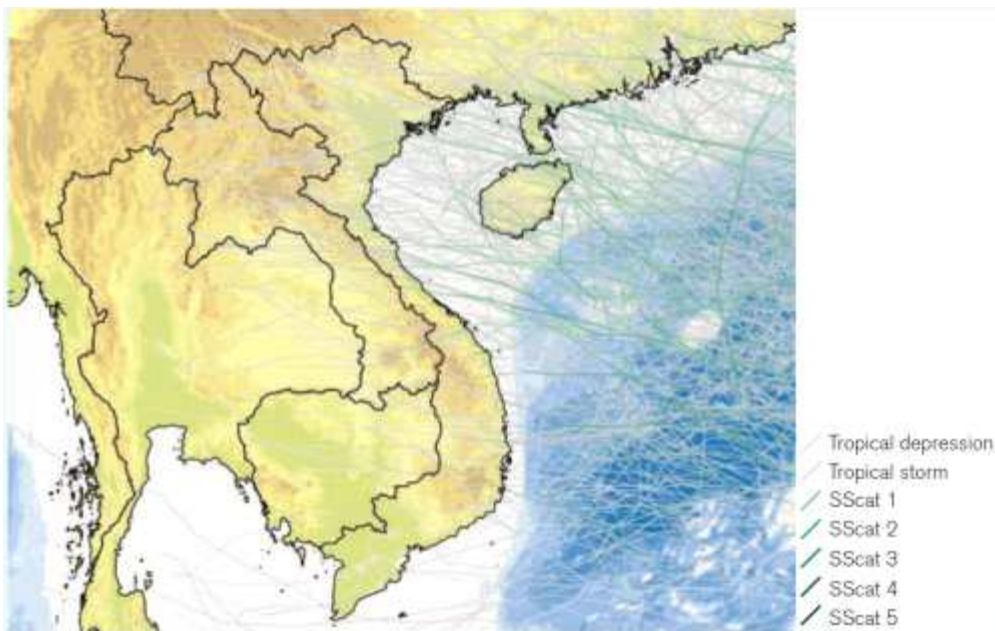 Tropical depression
Tropical storm
SScat 1
SScat 2
SScat 3
SScat 4
SScat 5